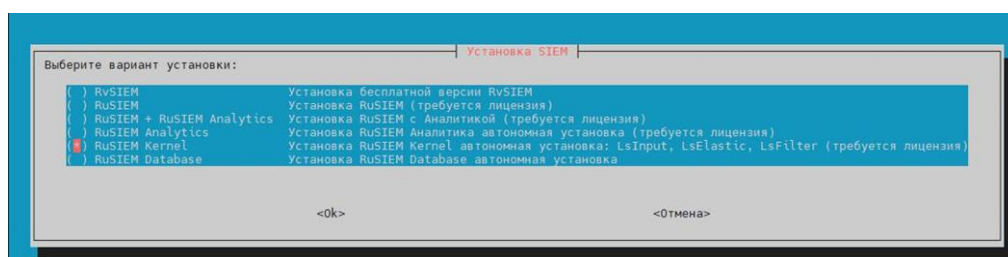 Установка SIEM
Выберите вариант установки:
( ) RvSIEM Установка бесплатной версии RvSIEM
( ) RuSIEM Установка RuSIEM (требуется лицензия)
( ) RuSIEM + RuSIEM Analytics Установка RuSIEM с Аналитикой (требуется лицензия)
( ) RuSIEM Analytics Установка RuSIEM Аналитика автономная установка (требуется лицензия)
(*) RuSIEM Kernel Установка RuSIEM Kernel автономная установка: LsInput, LsElastic, LsFilter (требуется лицензия)
( ) RuSIEM Database Установка RuSIEM Database автономная установка
<Ok> <Отмена>